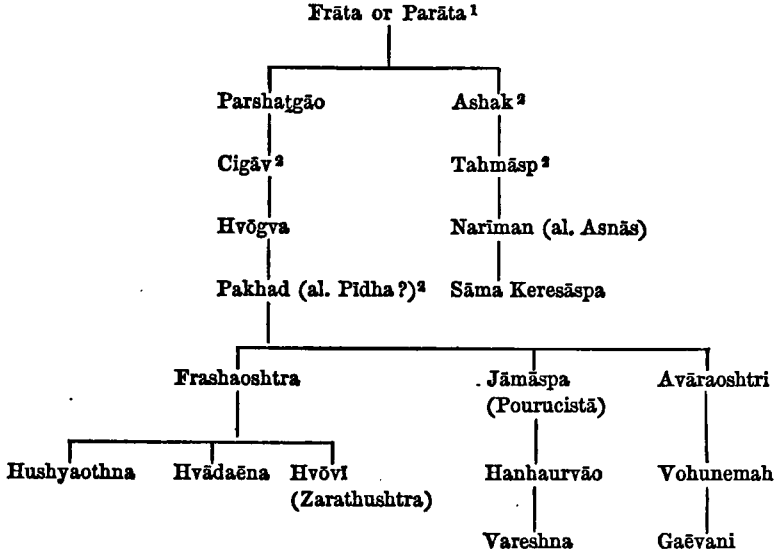 Frāta or Parāta¹
Parshaṯgāo Ashak²
Cigāv² Tahmāsp²
Hvōgva Narīman (al. Asnās)
Pakhad (al. Pīdha?)² Sāma Keresāspa
Frashaoshtra Jāmāspa Avāraoshtri
(Pourucistā)
Hushyaothna Hvādaēna Hvōvī Hanhaurvāo Vohunemah
(Zarathushtra)
Vareshna Gaēvani